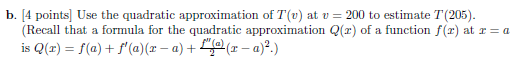 b. [4 points] Use the quadratic approximation of T(v) at v = 200 to estimate T(205).
(Recall that a formula for the quadratic approximation Q(x) of a function f(x) at x = a
is Q(x) = f(a) + f′(a)(x − a) + f″(a)/2 (x − a)².)